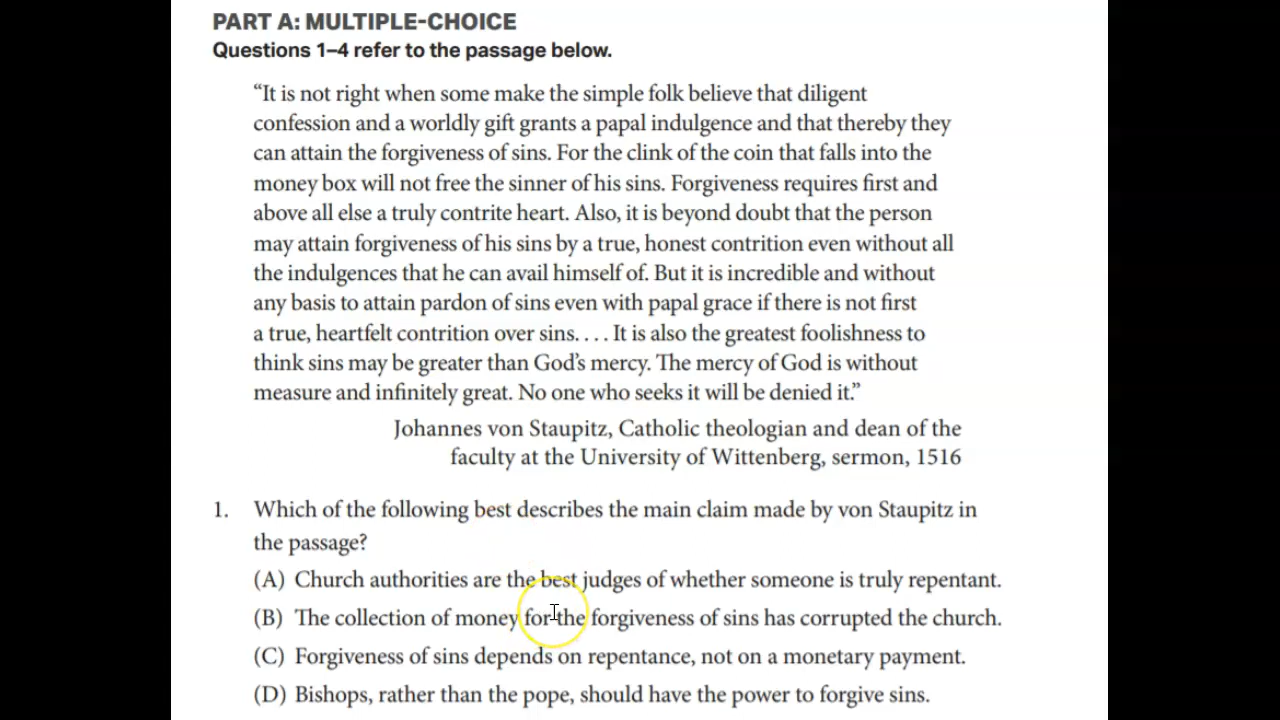 PART A: MULTIPLE-CHOICE
Questions 1–4 refer to the passage below.
“It is not right when some make the simple folk believe that diligent
confession and a worldly gift grants a papal indulgence and that thereby they
can attain the forgiveness of sins. For the clink of the coin that falls into the
money box will not free the sinner of his sins. Forgiveness requires first and
above all else a truly contrite heart. Also, it is beyond doubt that the person
may attain forgiveness of his sins by a true, honest contrition even without all
the indulgences that he can avail himself of. But it is incredible and without
any basis to attain pardon of sins even with papal grace if there is not first
a true, heartfelt contrition over sins. . . . It is also the greatest foolishness to
think sins may be greater than God’s mercy. The mercy of God is without
measure and infinitely great. No one who seeks it will be denied it.”
Johannes von Staupitz, Catholic theologian and dean of the
faculty at the University of Wittenberg, sermon, 1516
1. Which of the following best describes the main claim made by von Staupitz in
the passage?
(A) Church authorities are the best judges of whether someone is truly repentant.
(B) The collection of money for the forgiveness of sins has corrupted the church.
(C) Forgiveness of sins depends on repentance, not on a monetary payment.
(D) Bishops, rather than the pope, should have the power to forgive sins.